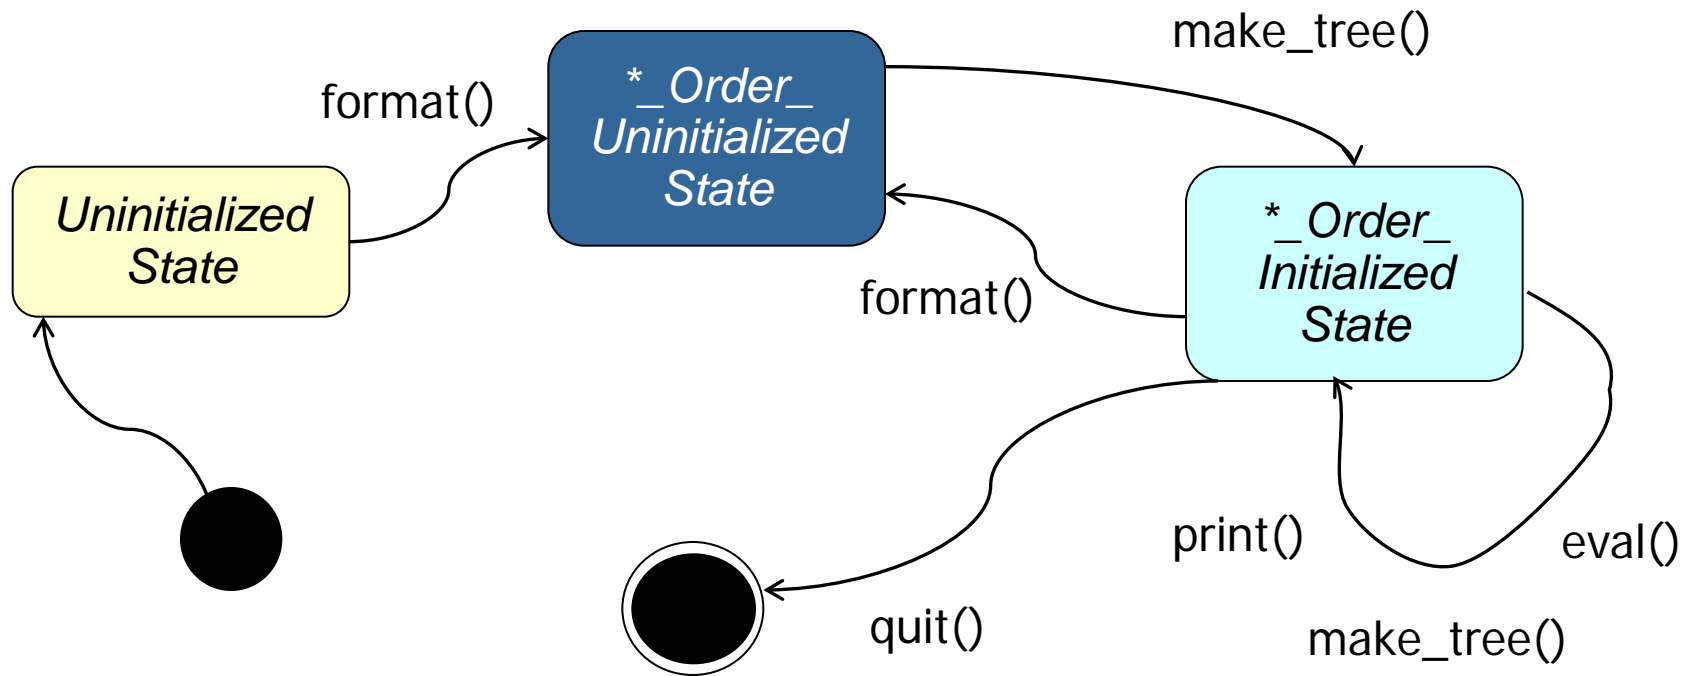 make_tree()
*_Order_
Uninitialized
State
format()
Uninitialized
State
*_Order_
Initialized
State
format()
print()
eval()
quit()
make_tree()